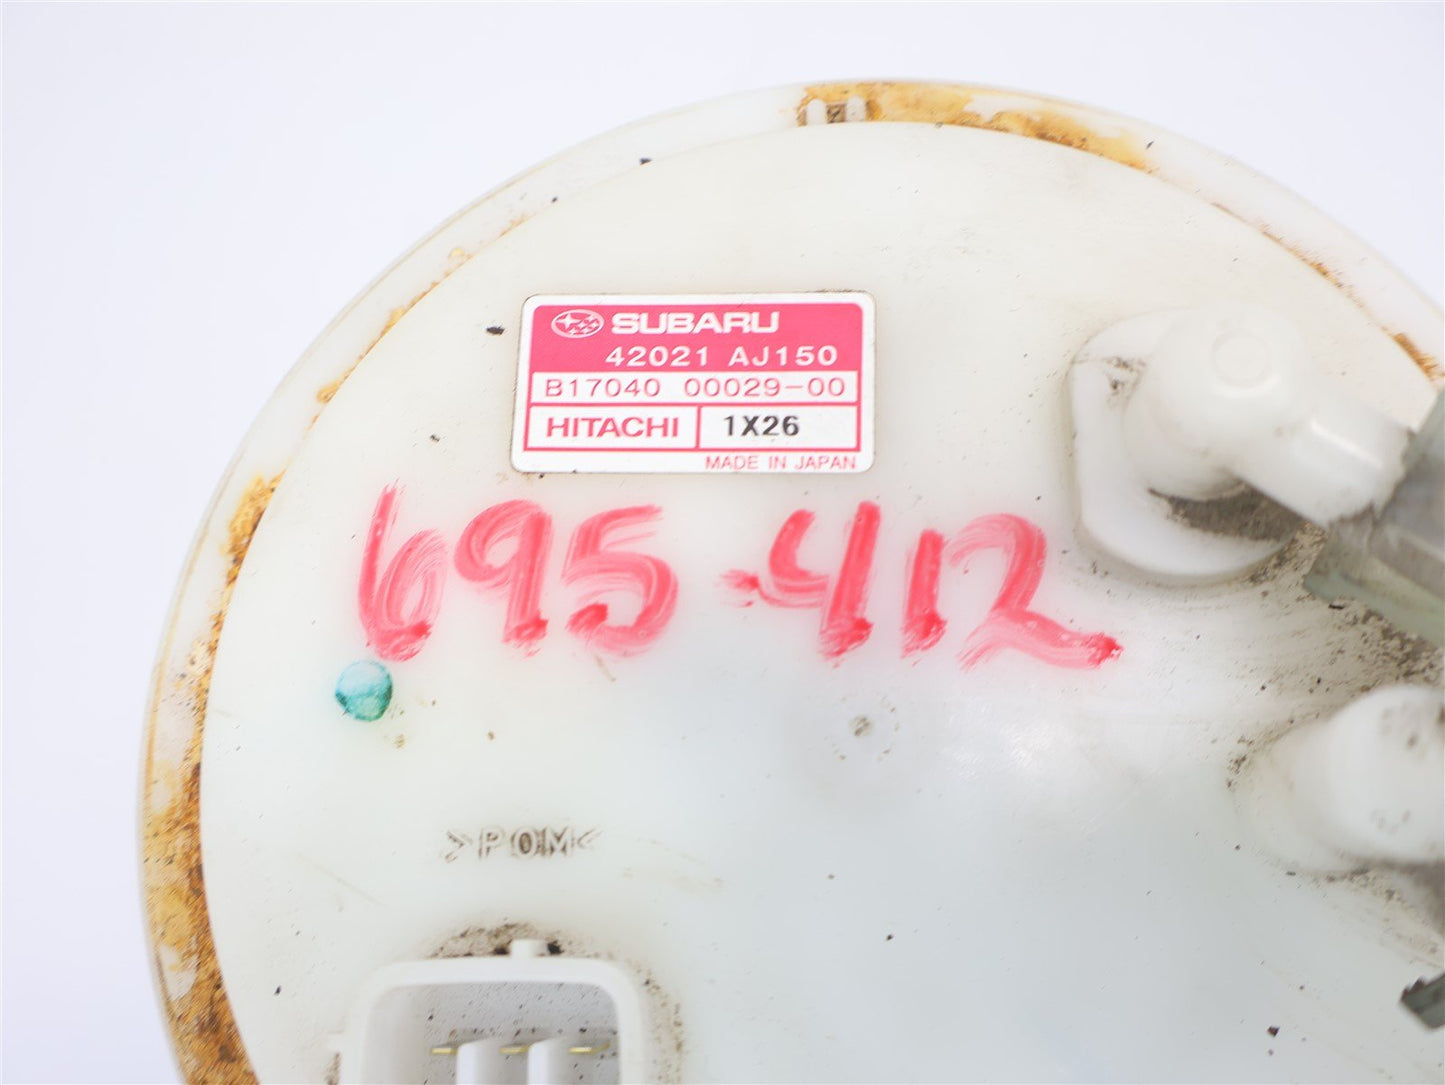 SUBARU
42021 AJ150
B17040 00029-00
HITACHI 1X26
MADE IN JAPAN
695-412
>POM<